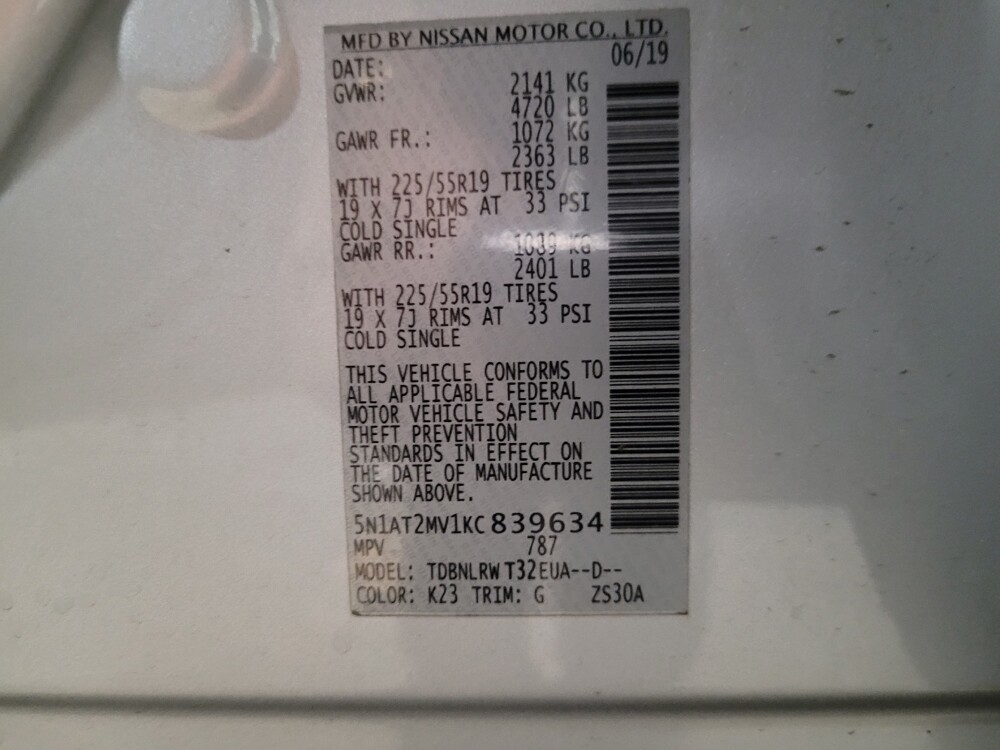 MFD BY NISSAN MOTOR CO., LTD.
DATE: 06/19
GVWR: 2141 KG
4720 LB
GAWR FR.: 1072 KG
2363 LB
WITH 225/55R19 TIRES
19 X 7J RIMS AT 33 PSI
COLD SINGLE
GAWR RR.: 1089 KG
2401 LB
WITH 225/55R19 TIRES
19 X 7J RIMS AT 33 PSI
COLD SINGLE
THIS VEHICLE CONFORMS TO
ALL APPLICABLE FEDERAL
MOTOR VEHICLE SAFETY AND
THEFT PREVENTION
STANDARDS IN EFFECT ON
THE DATE OF MANUFACTURE
SHOWN ABOVE.
5N1AT2MV1KC839634
MPV 787
MODEL: TDBNLRW T32EUA--D--
COLOR: K23 TRIM: G ZS30A